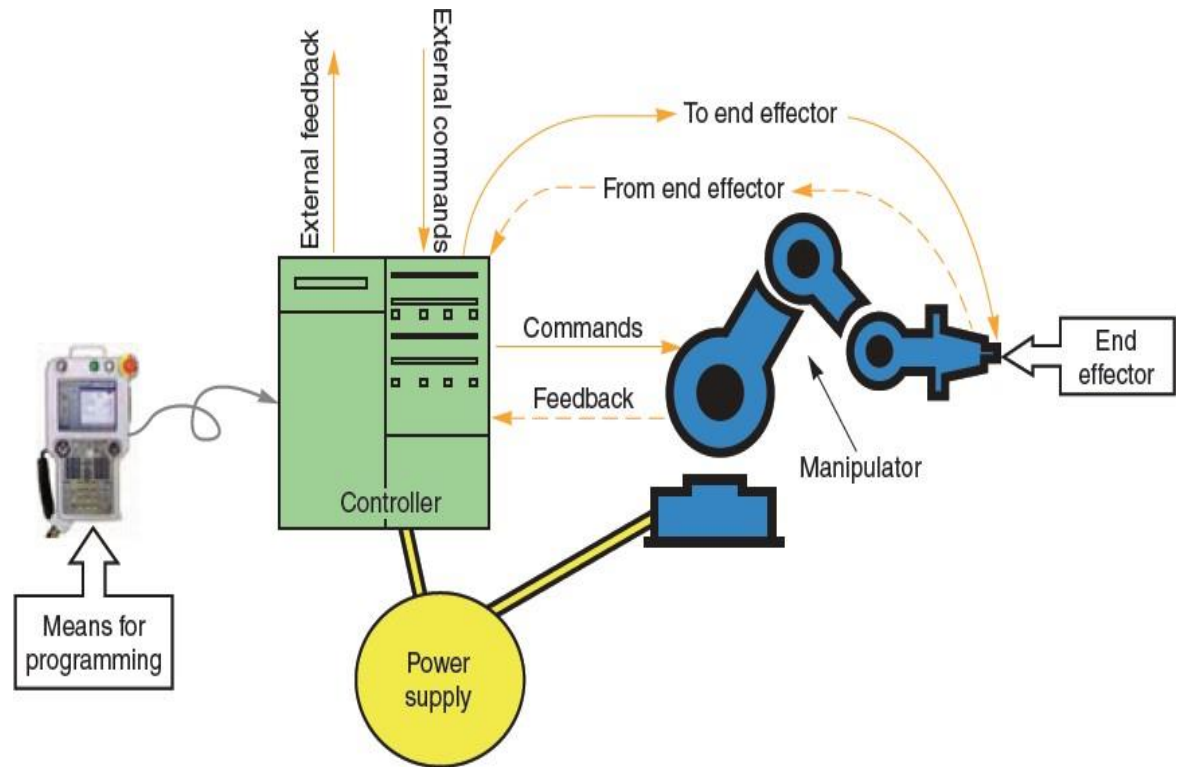 External feedback
External commands
To end effector
From end effector
Commands
Feedback
End
effector
Manipulator
Controller
Means for
programming
Power
supply